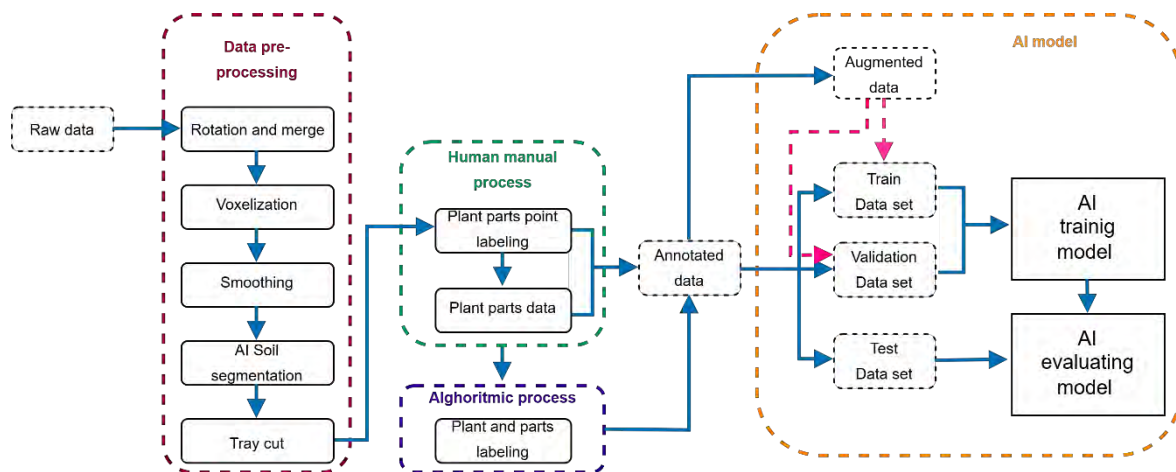 Data pre-
processing
Raw data
Rotation and merge
Voxelization
Smoothing
AI Soil
segmentation
Tray cut
Human manual
process
Plant parts point
labeling
Plant parts data
Alghoritmic process
Plant and parts
labeling
Annotated
data
AI model
Augmented
data
Train
Data set
Validation
Data set
Test
Data set
AI
trainig
model
AI
evaluating
model